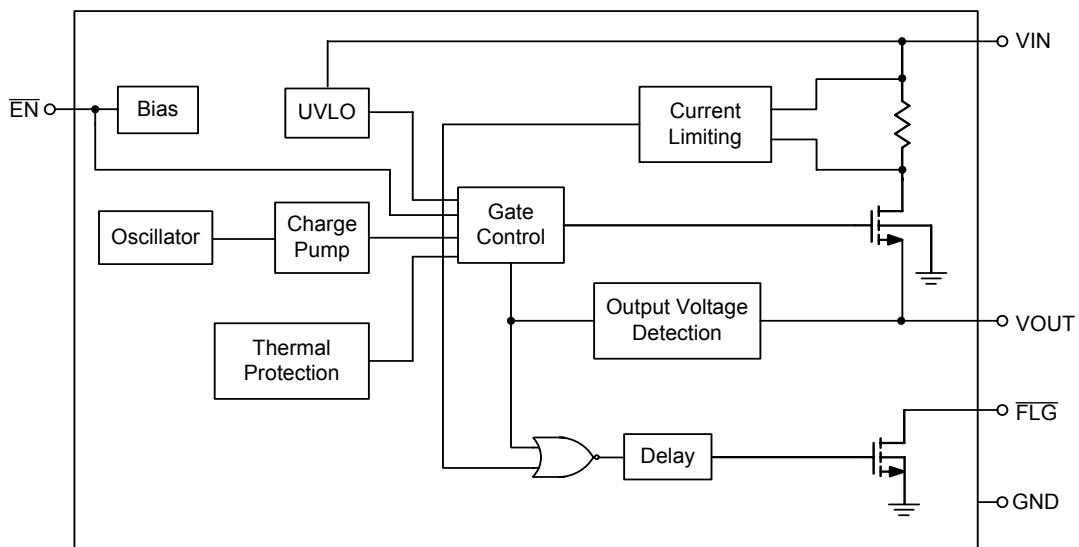 VIN
EN
Bias
UVLO
Current
Limiting
Oscillator
Charge
Pump
Gate
Control
Output Voltage
Detection
VOUT
Thermal
Protection
FLG
Delay
GND